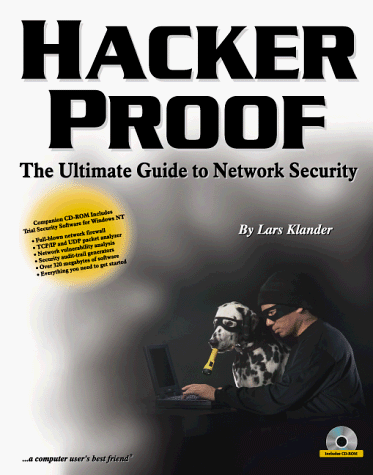 HACKER
PROOF
The Ultimate Guide to Network Security
Companion CD-ROM Includes
Trial Security Software for Windows NT
• Full-blown network firewall
• TCP/IP and UDP packet analyzer
• Network vulnerability analysis
• Security audit-trail generators
• Over 320 megabytes of software
• Everything you need to get started
By Lars Klander
...a computer user's best friend®
Includes CD-ROM